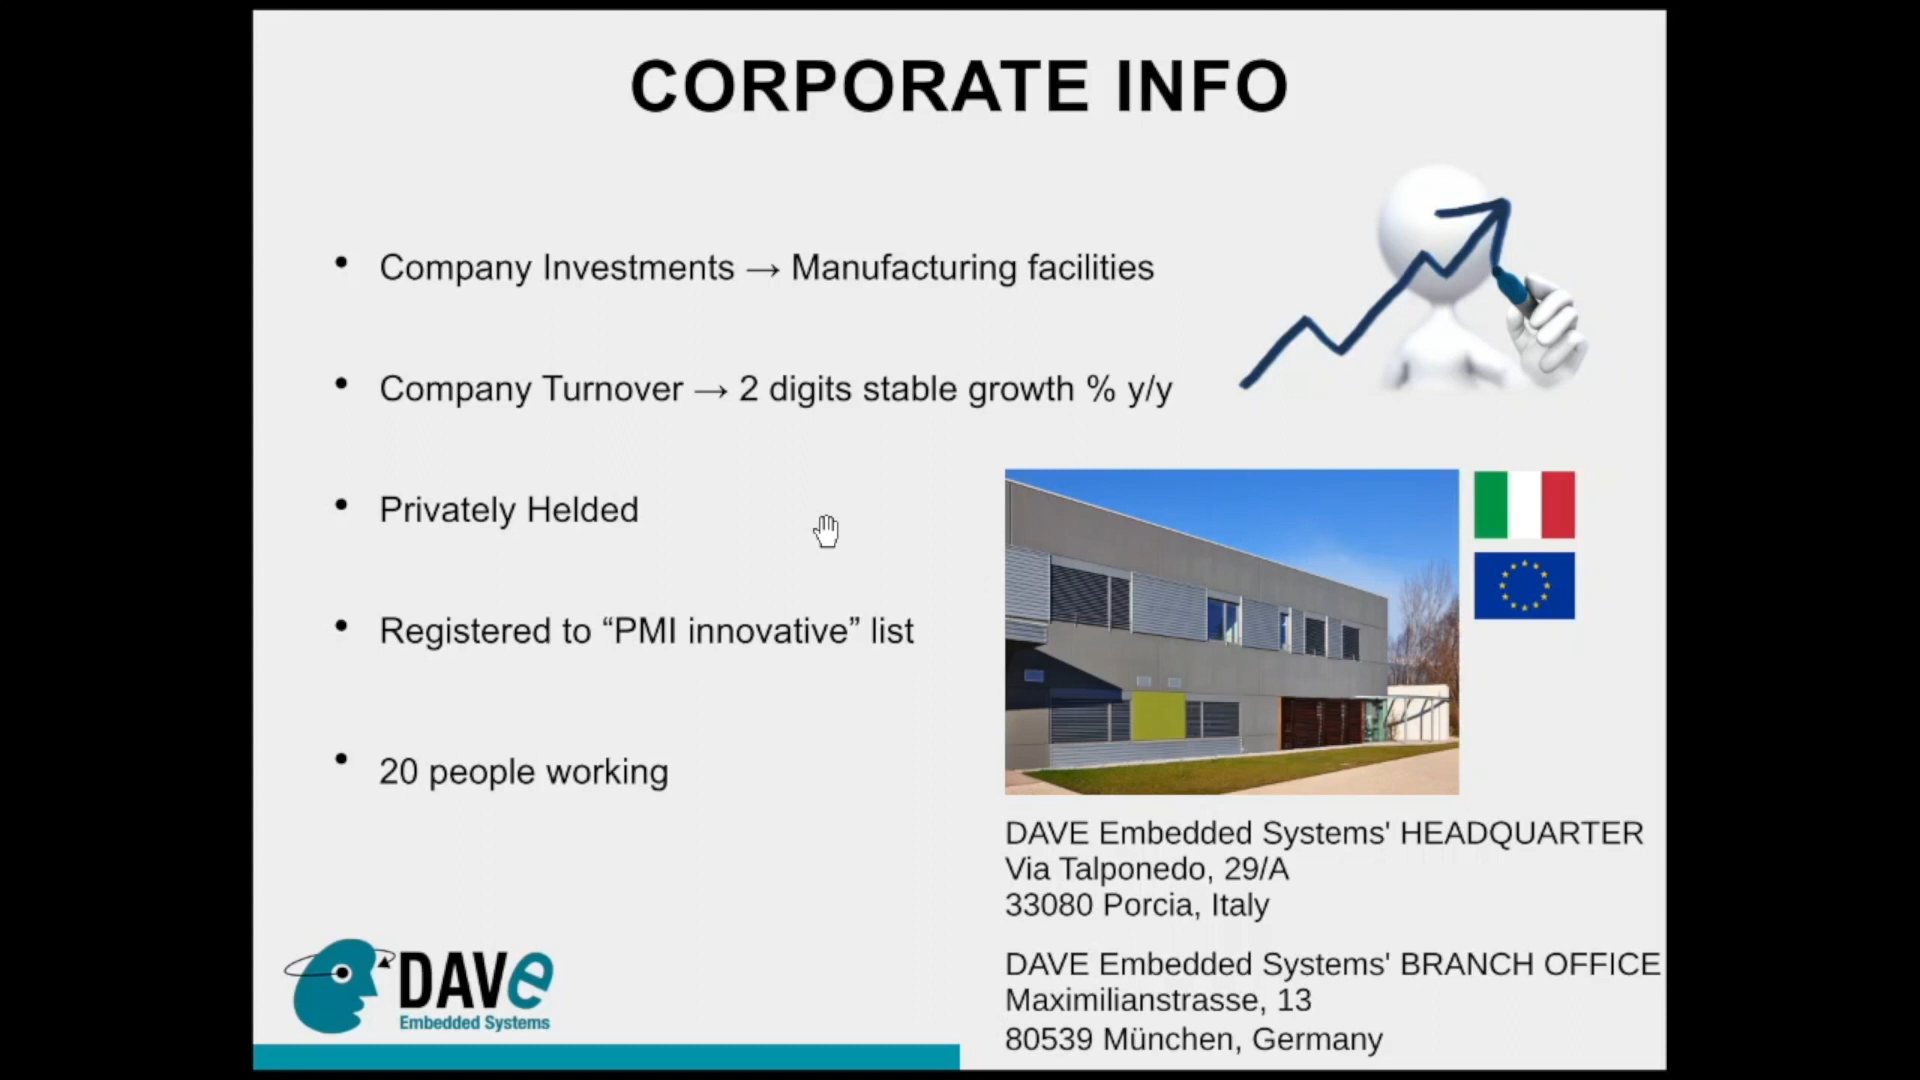 CORPORATE INFO
• Company Investments → Manufacturing facilities
• Company Turnover → 2 digits stable growth % y/y
• Privately Helded
• Registered to “PMI innovative” list
• 20 people working
DAVE Embedded Systems' HEADQUARTER
Via Talponedo, 29/A
33080 Porcia, Italy
DAVE Embedded Systems' BRANCH OFFICE
Maximilianstrasse, 13
80539 München, Germany
DAVe
Embedded Systems